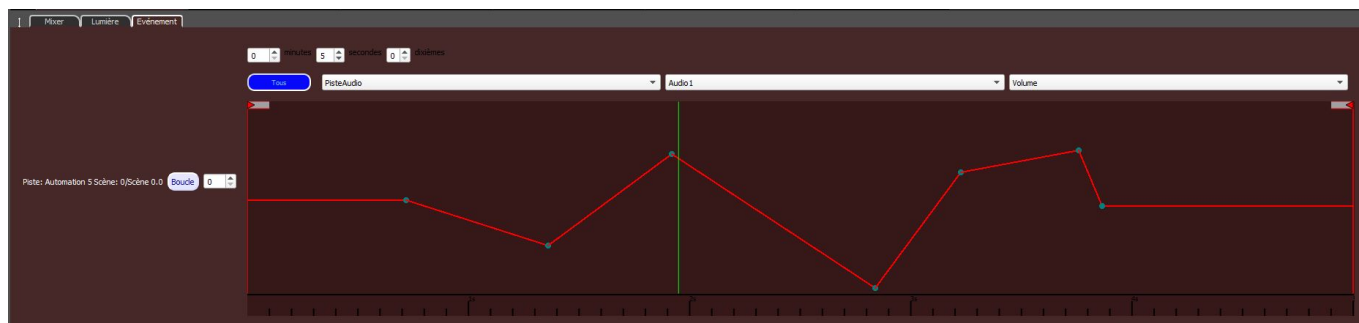 Mixer Lumière Evénement
0 minutes 5 secondes 0 dixièmes
Tous PisteAudio Audio1 Volume
Piste: Automation 5 Scène: 0/Scène 0.0 Boucle 0